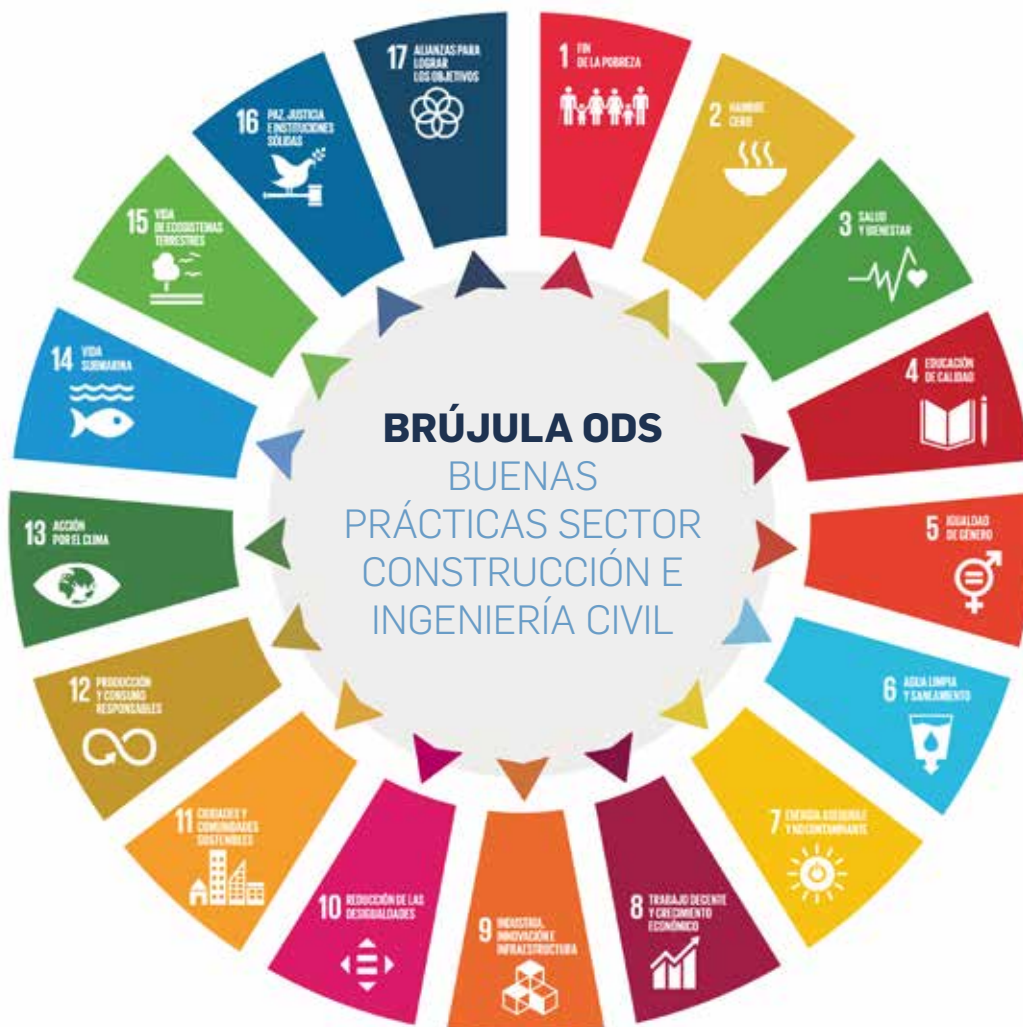 BRÚJULA ODS
BUENAS
PRÁCTICAS SECTOR
CONSTRUCCIÓN E
INGENIERÍA CIVIL
1 FIN
DE LA POBREZA
2 HAMBRE
CERO
3 SALUD
Y BIENESTAR
4 EDUCACIÓN
DE CALIDAD
5 IGUALDAD
DE GÉNERO
6 AGUA LIMPIA
Y SANEAMIENTO
7 ENERGÍA ASEQUIBLE
Y NO CONTAMINANTE
8 TRABAJO DECENTE
Y CRECIMIENTO
ECONÓMICO
9 INDUSTRIA,
INNOVACIÓN E
INFRAESTRUCTURA
10 REDUCCIÓN DE LAS
DESIGUALDADES
11 CIUDADES Y
COMUNIDADES
SOSTENIBLES
12 PRODUCCIÓN
Y CONSUMO
RESPONSABLES
13 ACCIÓN
POR EL CLIMA
14 VIDA
SUBMARINA
15 VIDA
DE ECOSISTEMAS
TERRESTRES
16 PAZ, JUSTICIA
E INSTITUCIONES
SÓLIDAS
17 ALIANZAS PARA
LOGRAR
LOS OBJETIVOS